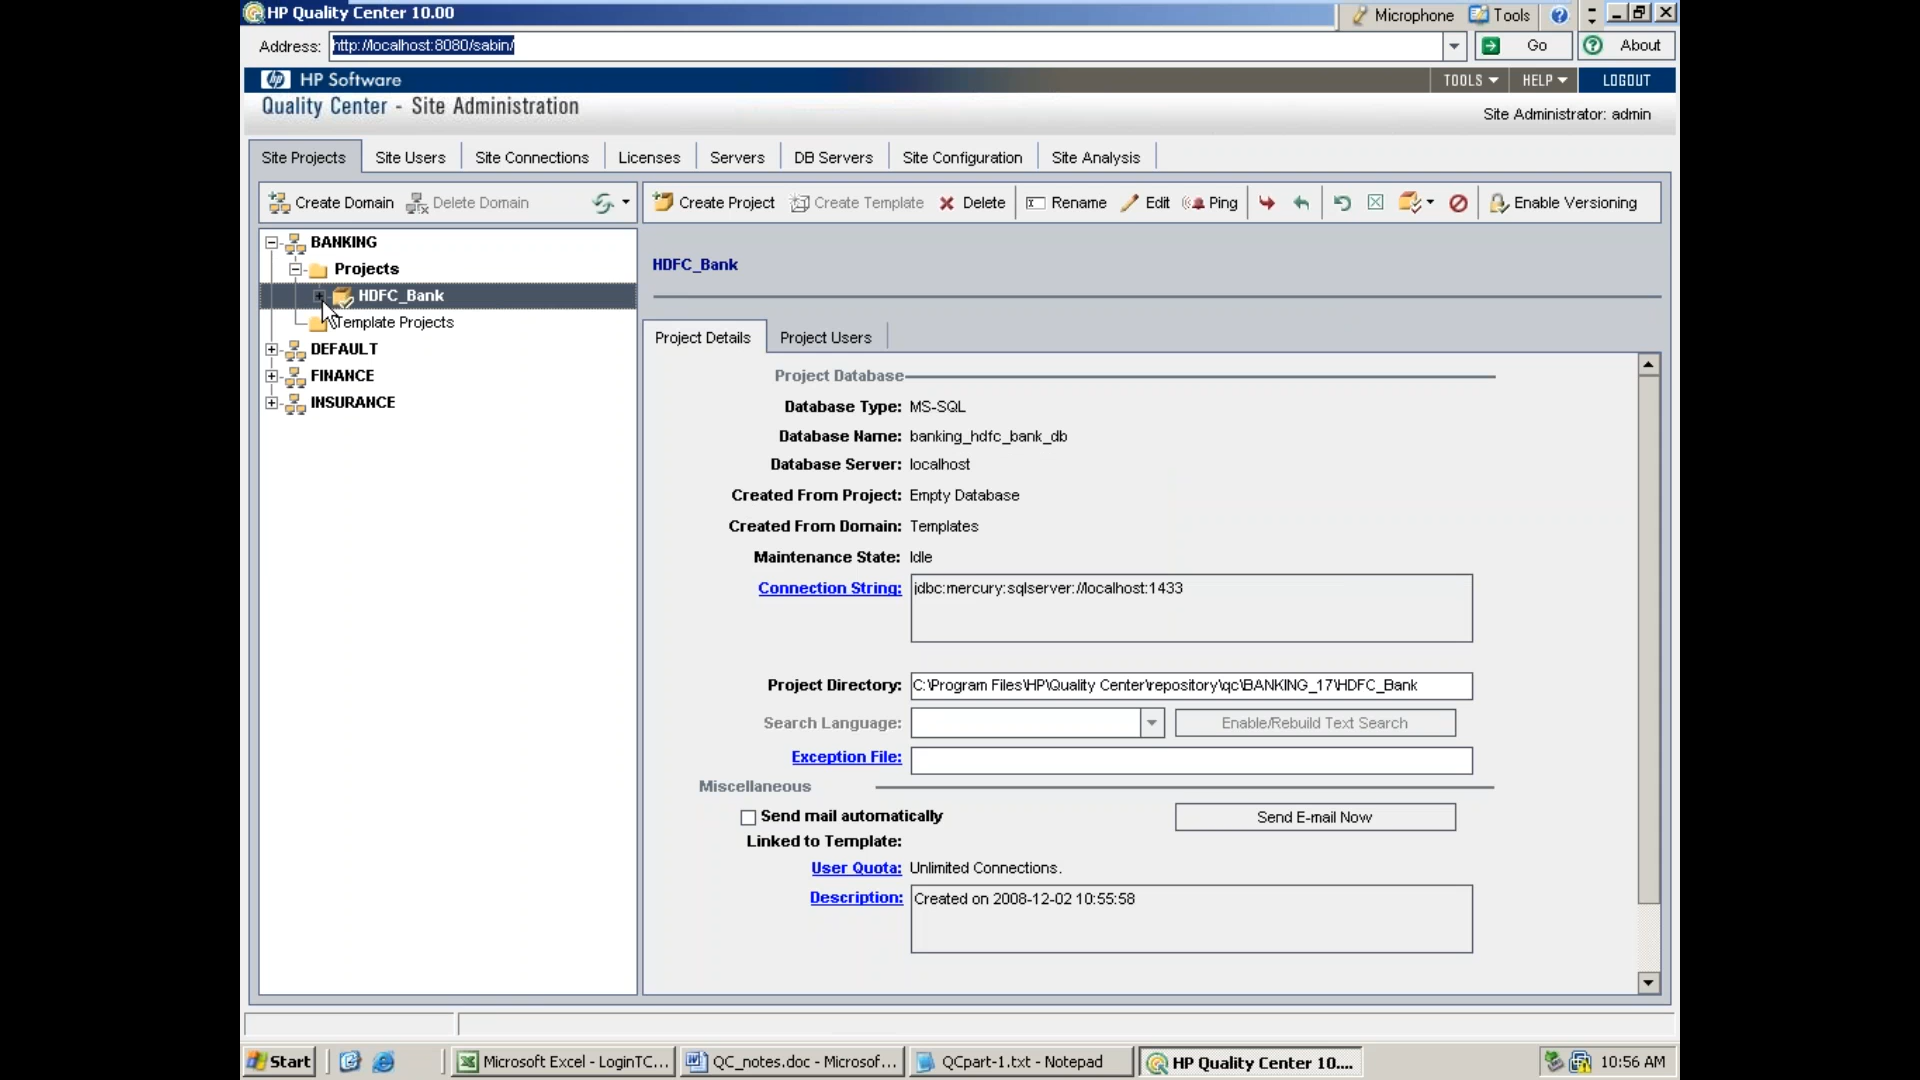 HP Quality Center 10.00
Microphone
Tools
Address:
http://localhost:8080/sabin/
Go
About
hp HP Software
TOOLS
HELP
LOGOUT
Quality Center - Site Administration
Site Administrator: admin
Site Projects
Site Users
Site Connections
Licenses
Servers
DB Servers
Site Configuration
Site Analysis
Create Domain
Delete Domain
Create Project
Create Template
Delete
Rename
Edit
Ping
Enable Versioning
BANKING
Projects
HDFC_Bank
Template Projects
DEFAULT
FINANCE
INSURANCE
HDFC_Bank
Project Details
Project Users
Project Database
Database Type: MS-SQL
Database Name: banking_hdfc_bank_db
Database Server: localhost
Created From Project: Empty Database
Created From Domain: Templates
Maintenance State: Idle
Connection String: jdbc:mercury:sqlserver://localhost:1433
Project Directory: C:\Program Files\HP\Quality Center\repository\qc\BANKING_17\HDFC_Bank
Search Language:
Enable/Rebuild Text Search
Exception File:
Miscellaneous
Send mail automatically
Send E-mail Now
Linked to Template:
User Quota: Unlimited Connections.
Description: Created on 2008-12-02 10:55:58
Start
Microsoft Excel - LoginTC...
QC_notes.doc - Microsof...
QCpart-1.txt - Notepad
HP Quality Center 10....
10:56 AM